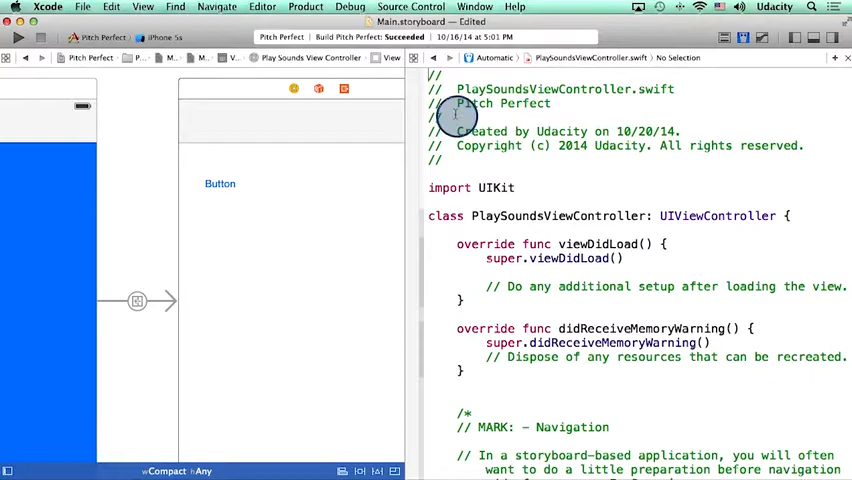 Xcode File Edit View Find Navigate Editor Product Debug Source Control Window Help Udacity
Main.storyboard — Edited
Pitch Perfect iPhone 5s Pitch Perfect Build Pitch Perfect: Succeeded 10/16/14 at 5:01 PM
Pitch Perfect P... M... M... V... Play Sounds View Controller View Automatic PlaySoundsViewController.swift No Selection
//
// PlaySoundsViewController.swift
// Pitch Perfect
//
// Created by Udacity on 10/20/14.
// Copyright (c) 2014 Udacity. All rights reserved.
//
import UIKit
class PlaySoundsViewController: UIViewController {
override func viewDidLoad() {
super.viewDidLoad()
// Do any additional setup after loading the view.
}
override func didReceiveMemoryWarning() {
super.didReceiveMemoryWarning()
// Dispose of any resources that can be recreated.
}
/*
// MARK: - Navigation
// In a storyboard-based application, you will often
want to do a little preparation before navigation
Button
wCompact hAny